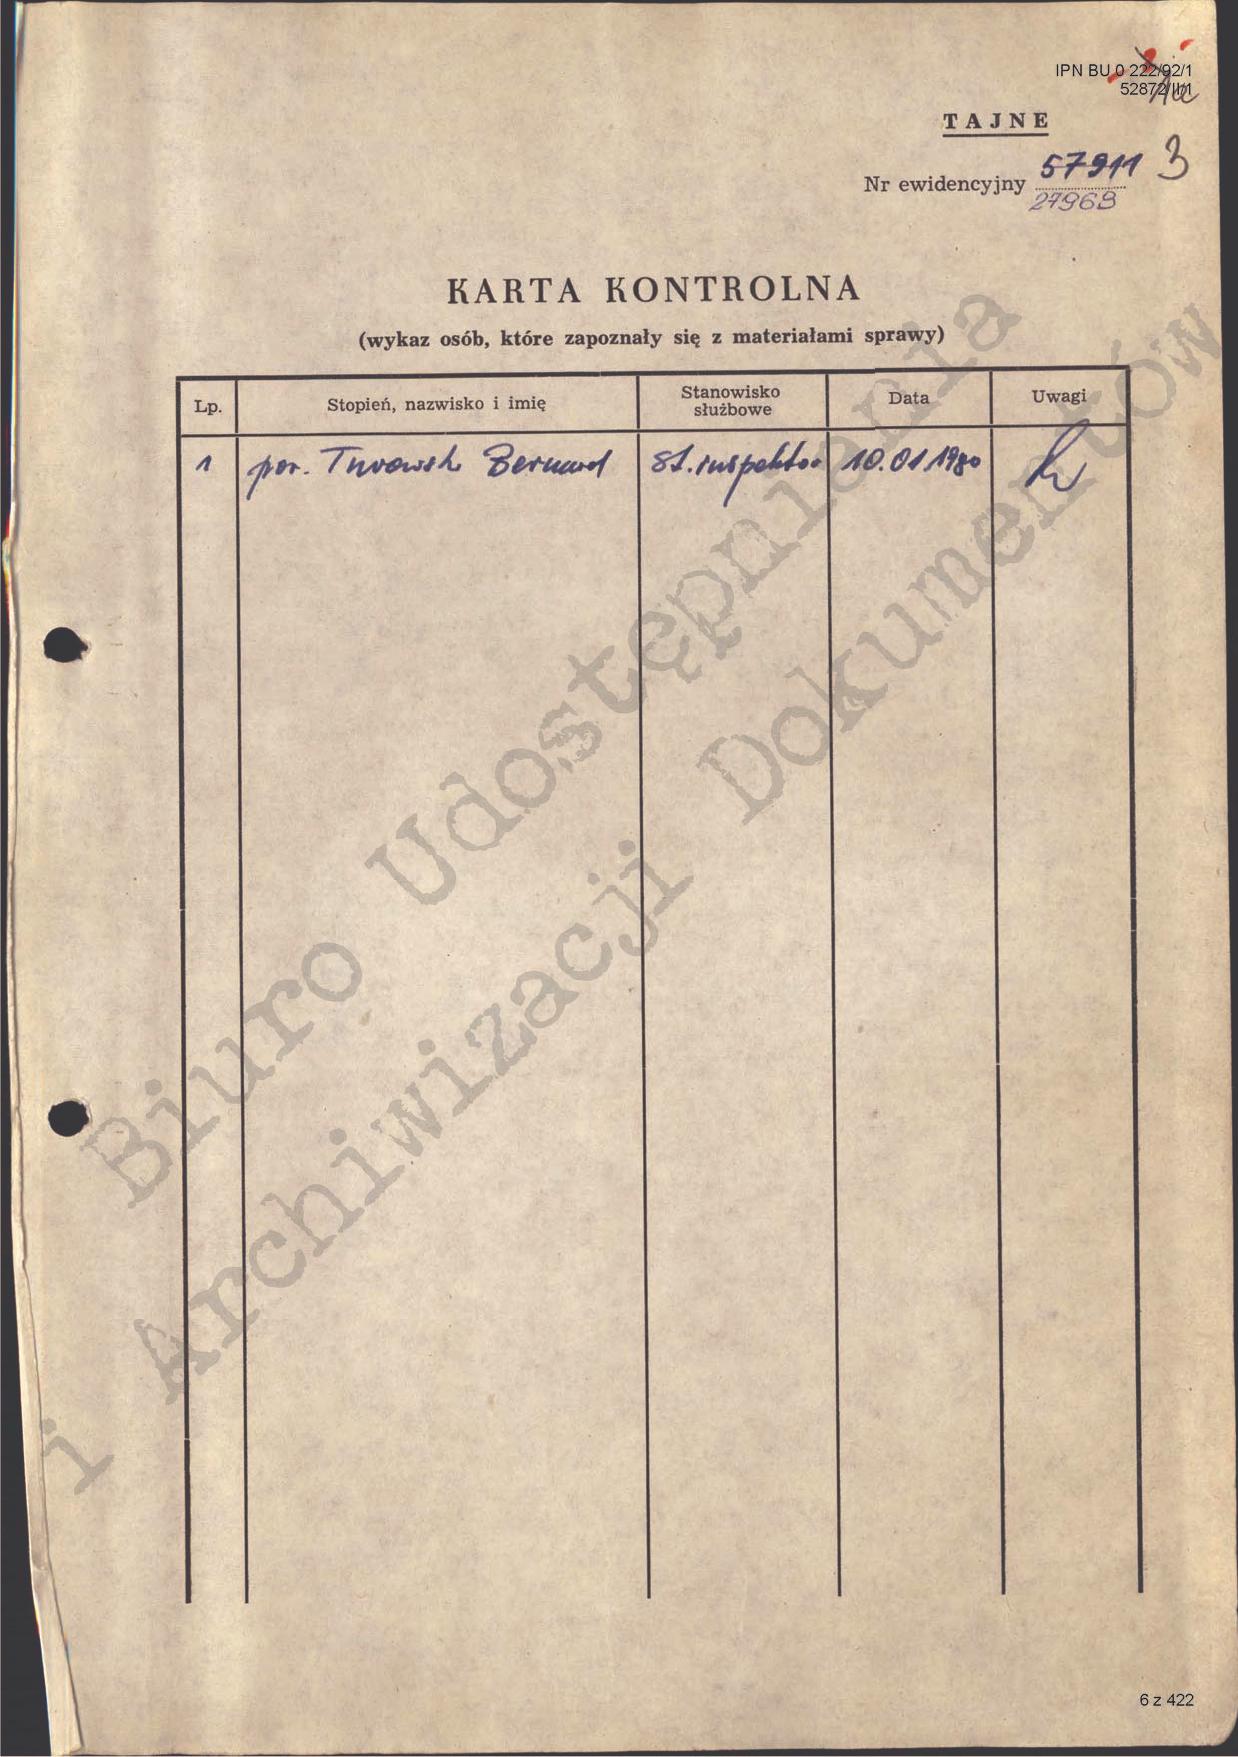 IPN BU 0 222/92/1
52872/II/1
TAJNE
57911 3
Nr ewidencyjny
27968
KARTA KONTROLNA
(wykaz osób, które zapoznały się z materiałami sprawy)
Lp. Stopień, nazwisko i imię Stanowisko służbowe Data Uwagi
1 por. Turowski Bernard St. inspektor 10.01 1980
Biuro Udostępniania
i Archiwizacji Dokumentów
6 z 422